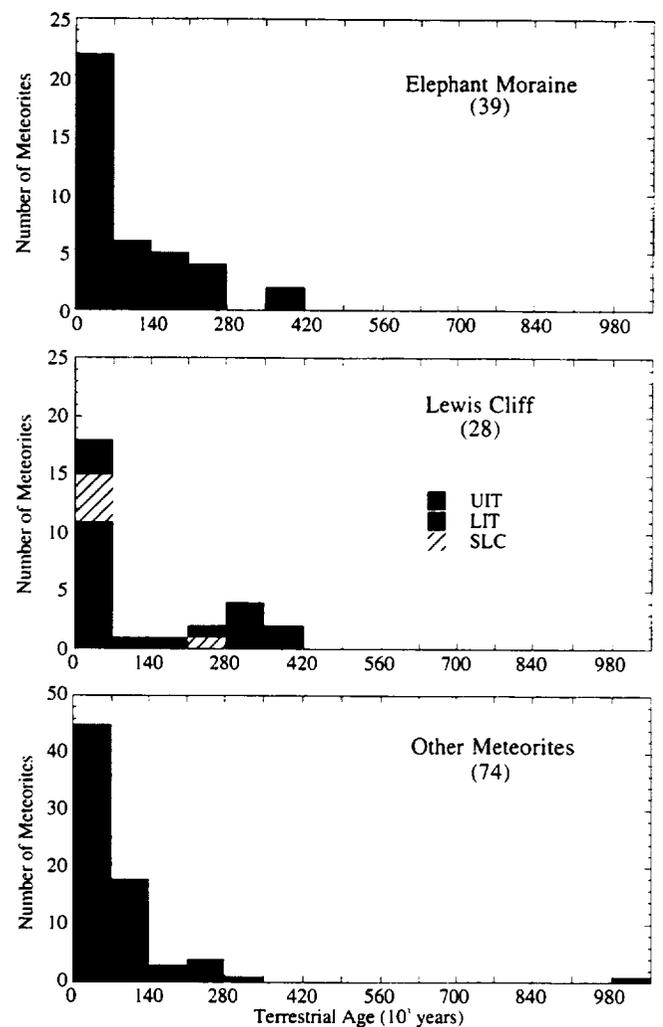 25
20
15
10
5
0
Number of Meteorites
Elephant Moraine
(39)
0 140 280 420 560 700 840 980
25
20
15
10
5
0
Number of Meteorites
Lewis Cliff
(28)
UIT
LIT
SLC
0 140 280 420 560 700 840 980
50
40
30
20
10
0
Number of Meteorites
Other Meteorites
(74)
0 140 280 420 560 700 840 980
Terrestrial Age (10³ years)